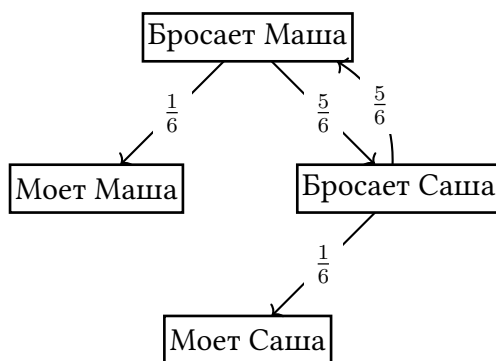 Бросает Маша
1/6
5/6
5/6
Моет Маша
Бросает Саша
1/6
Моет Саша